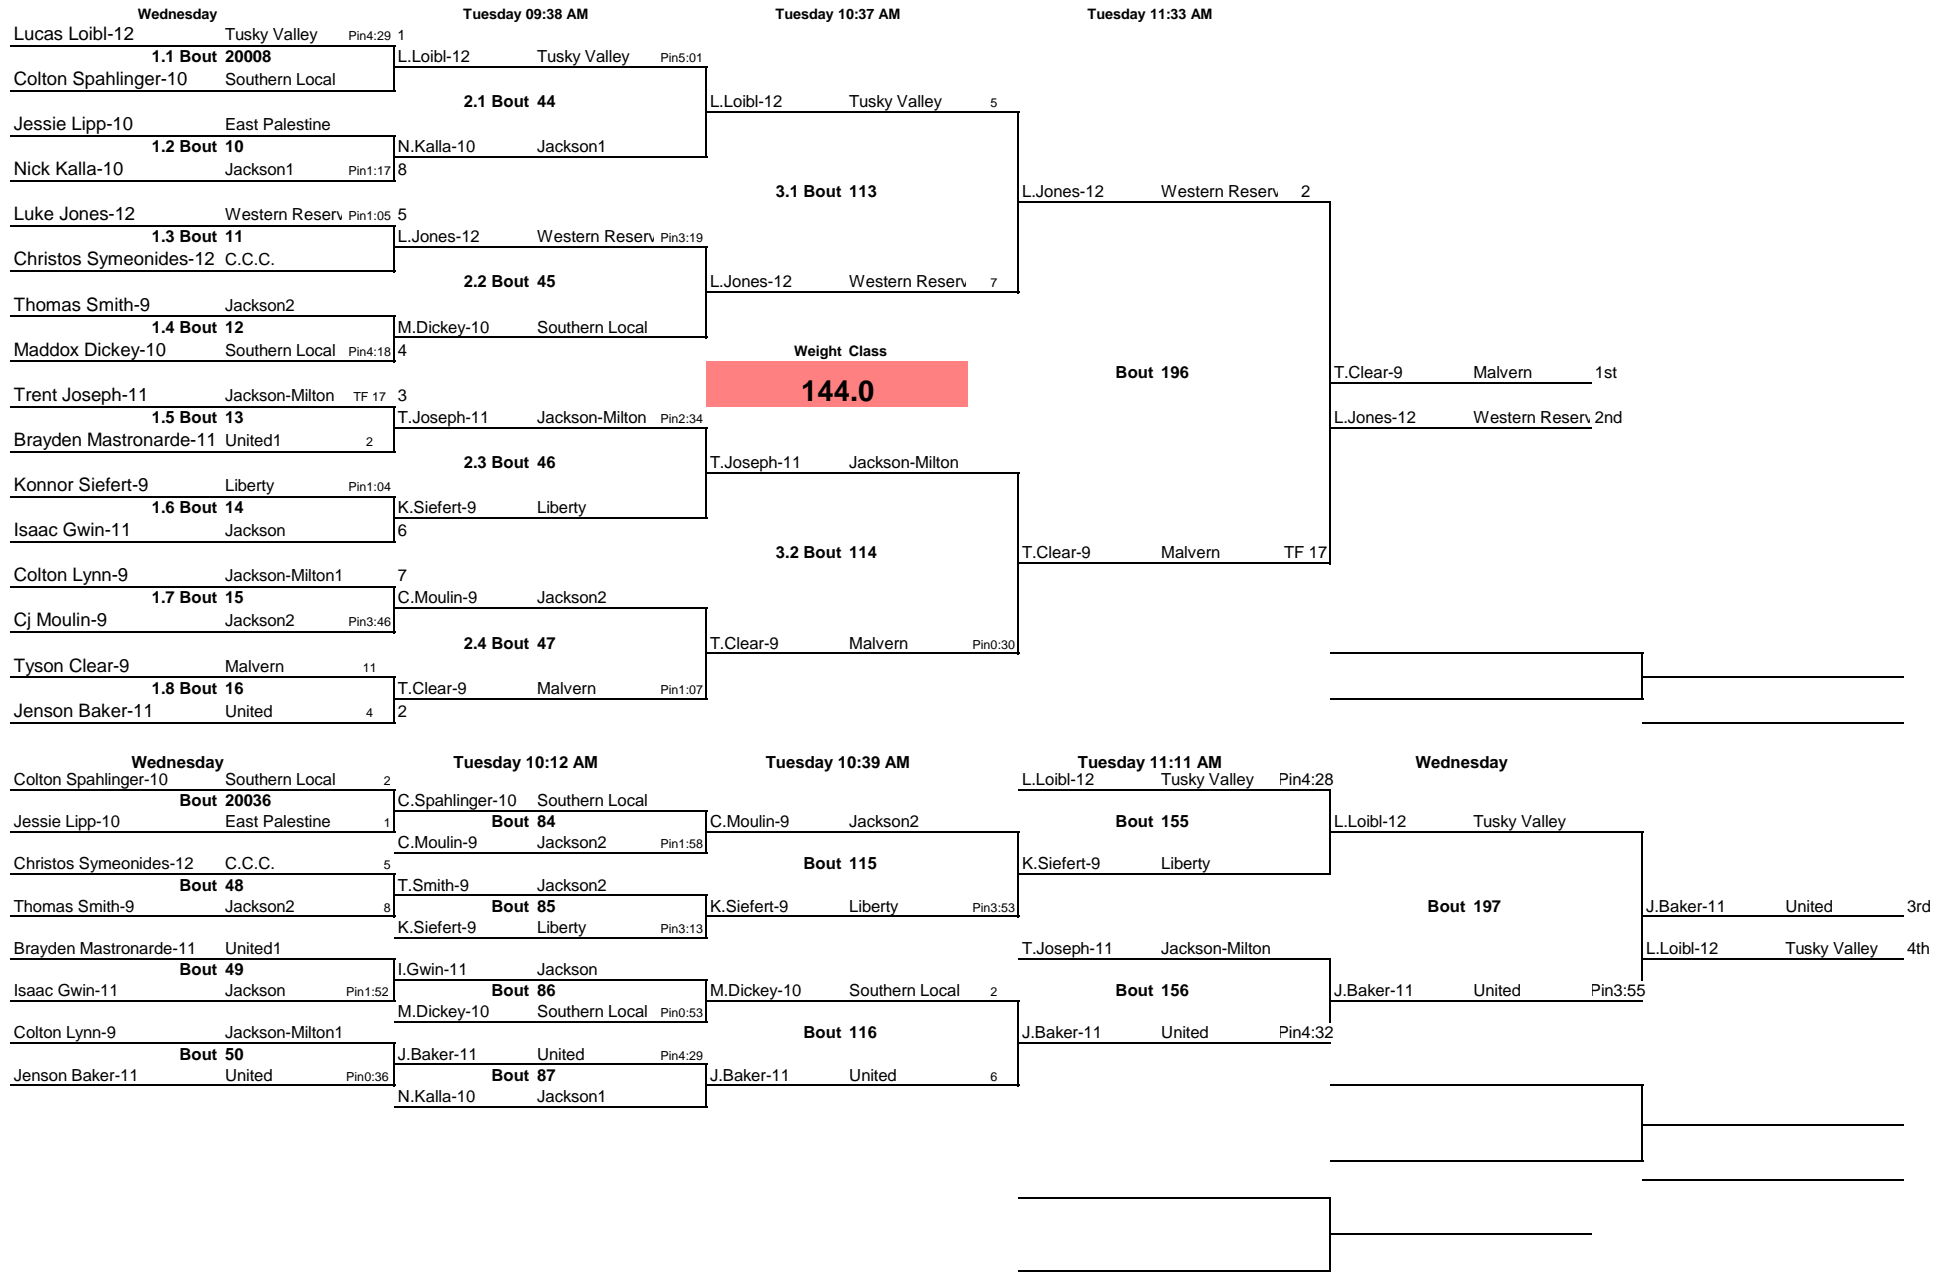 Wednesday Tuesday 09:38 AM Tuesday 10:37 AM Tuesday 11:33 AM
Lucas Loibl-12 Tusky Valley Pin4:29 1
1.1 Bout 20008 L.Loibl-12 Tusky Valley Pin5:01
Colton Spahlinger-10 Southern Local
2.1 Bout 44 L.Loibl-12 Tusky Valley 5
Jessie Lipp-10 East Palestine
1.2 Bout 10 N.Kalla-10 Jackson1
Nick Kalla-10 Jackson1 Pin1:17 8
3.1 Bout 113 L.Jones-12 Western Reserv 2
Luke Jones-12 Western Reserv Pin1:05 5
1.3 Bout 11 L.Jones-12 Western Reserv Pin3:19
Christos Symeonides-12 C.C.C.
2.2 Bout 45 L.Jones-12 Western Reserv 7
Thomas Smith-9 Jackson2
1.4 Bout 12 M.Dickey-10 Southern Local
Maddox Dickey-10 Southern Local Pin4:18 4 Weight Class
Bout 196 T.Clear-9 Malvern 1st
Trent Joseph-11 Jackson-Milton TF 17 3 144.0
1.5 Bout 13 T.Joseph-11 Jackson-Milton Pin2:34 L.Jones-12 Western Reserv 2nd
Brayden Mastronarde-11 United1 2
2.3 Bout 46 T.Joseph-11 Jackson-Milton
Konnor Siefert-9 Liberty Pin1:04
1.6 Bout 14 K.Siefert-9 Liberty
Isaac Gwin-11 Jackson 6
3.2 Bout 114 T.Clear-9 Malvern TF 17
Colton Lynn-9 Jackson-Milton1 7
1.7 Bout 15 C.Moulin-9 Jackson2
Cj Moulin-9 Jackson2 Pin3:46
2.4 Bout 47 T.Clear-9 Malvern Pin0:30
Tyson Clear-9 Malvern 11
1.8 Bout 16 T.Clear-9 Malvern Pin1:07
Jenson Baker-11 United 4 2
Wednesday Tuesday 10:12 AM Tuesday 10:39 AM Tuesday 11:11 AM Wednesday
Colton Spahlinger-10 Southern Local 2 L.Loibl-12 Tusky Valley Pin4:28
Bout 20036 C.Spahlinger-10 Southern Local
Jessie Lipp-10 East Palestine 1 Bout 84 C.Moulin-9 Jackson2 Bout 155 L.Loibl-12 Tusky Valley
C.Moulin-9 Jackson2 Pin1:58
Christos Symeonides-12 C.C.C. 5 Bout 115 K.Siefert-9 Liberty
Bout 48 T.Smith-9 Jackson2
Thomas Smith-9 Jackson2 8 Bout 85 K.Siefert-9 Liberty Pin3:53 Bout 197 J.Baker-11 United 3rd
K.Siefert-9 Liberty Pin3:13
Brayden Mastronarde-11 United1 T.Joseph-11 Jackson-Milton L.Loibl-12 Tusky Valley 4th
Bout 49 I.Gwin-11 Jackson
Isaac Gwin-11 Jackson Pin1:52 Bout 86 M.Dickey-10 Southern Local 2 Bout 156 J.Baker-11 United Pin3:55
M.Dickey-10 Southern Local Pin0:53
Colton Lynn-9 Jackson-Milton1 Bout 116 J.Baker-11 United Pin4:32
Bout 50 J.Baker-11 United Pin4:29
Jenson Baker-11 United Pin0:36 Bout 87 J.Baker-11 United 6
N.Kalla-10 Jackson1